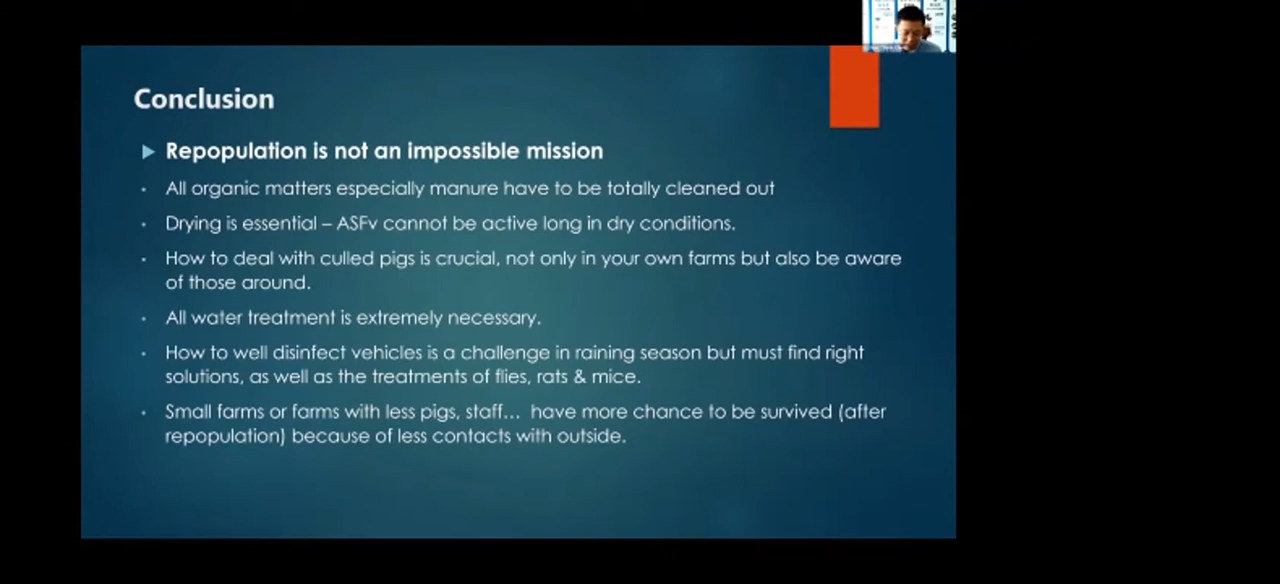 Conclusion
Repopulation is not an impossible mission
All organic matters especially manure have to be totally cleaned out
Drying is essential – ASFv cannot be active long in dry conditions.
How to deal with culled pigs is crucial, not only in your own farms but also be aware
of those around.
All water treatment is extremely necessary.
How to well disinfect vehicles is a challenge in raining season but must find right
solutions, as well as the treatments of flies, rats & mice.
Small farms or farms with less pigs, staff... have more chance to be survived (after
repopulation) because of less contacts with outside.